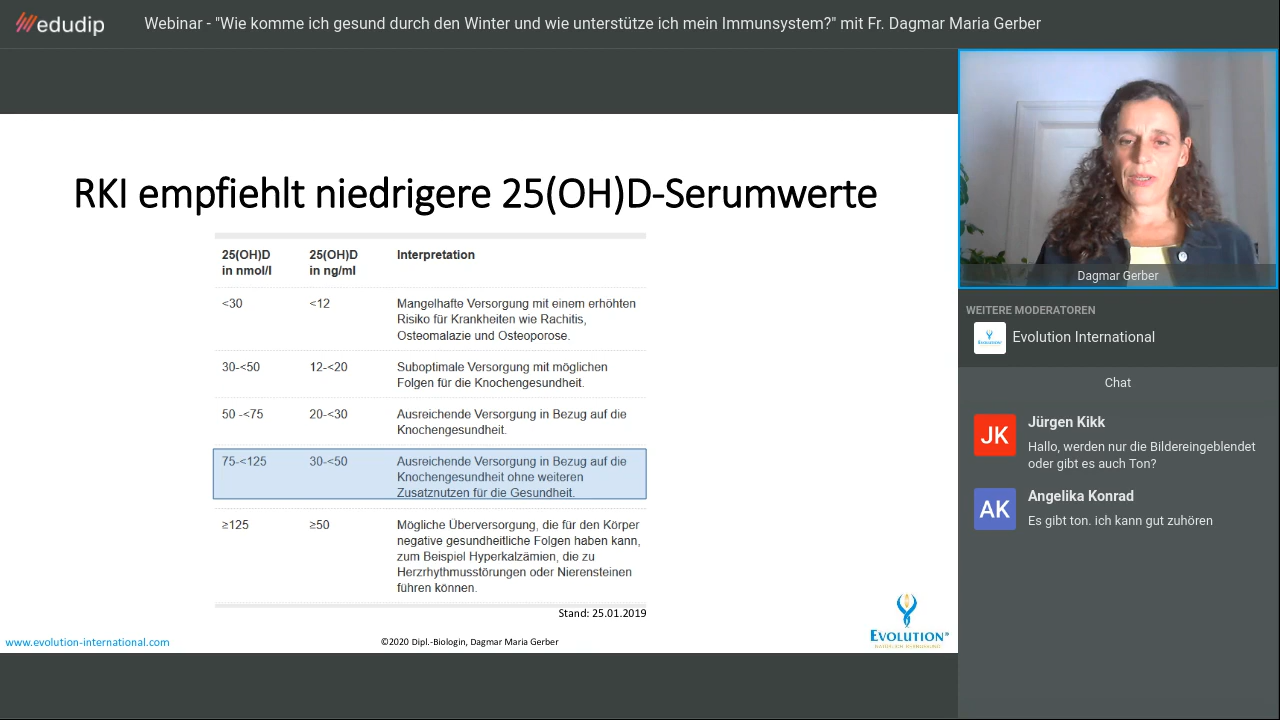 edudip
Webinar - "Wie komme ich gesund durch den Winter und wie unterstütze ich mein Inmunsystem?" mit Fr. Dagmar Maria Gerber
RKI empfiehlt niedrigere 25(OH)D-Serumwerte
25(OH)D in nmol/l
25(OH)D in ng/ml
Interpretation
<30
<12
Mangelhafte Versorgung mit einem erhöhten
Risiko für Krankheiten wie Rachitis,
Osteomalazie und Osteoporose.
30-<50
12-<20
Suboptimale Versorgung mit möglichen
Folgen für die Knochengesundheit.
50 -<75
20-<30
Ausreichende Versorgung in Bezug auf die
Knochengesundheit.
75-<125
30-<50
Ausreichende Versorgung in Bezug auf die
Knochengesundheit ohne weiteren
Zusatznutzen für die Gesundheit.
≥125
≥50
Mögliche Überversorgung, die für den Körper
negative gesundheitliche Folgen haben kann,
zum Beispiel Hyperkalzämien, die zu
Herzrhythmusstörungen oder Nierensteinen
führen können.
Stand: 25.01.2019
www.evolution-international.com
©2020 Dipl.-Biologin, Dagmar Maria Gerber
EVOLUTION®
Dagmar Gerber
WEITERE MODERATOREN
Evolution International
Chat
JK
Jürgen Kikk
Hallo, werden nur die Bildereingeblendet
oder gibt es auch Ton?
AK
Angelika Konrad
Es gibt ton. ich kann gut zuhören